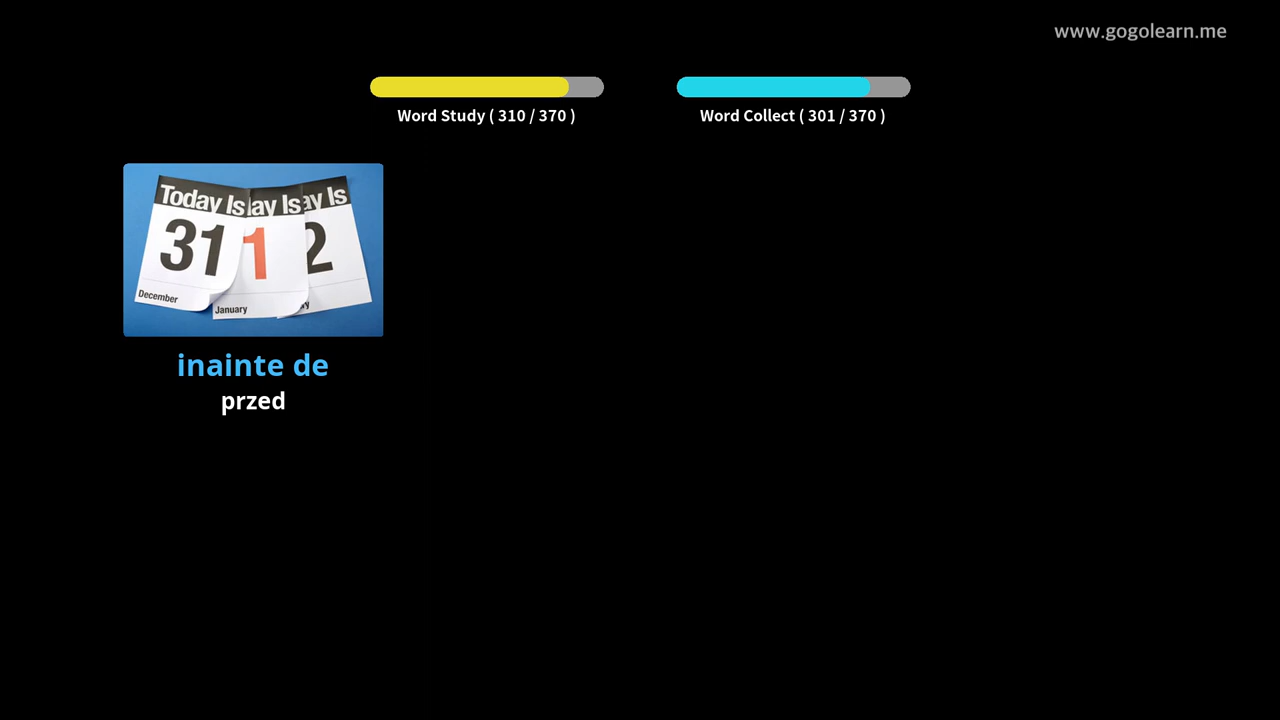 www.gogolearn.me
Word Study ( 310 / 370 )
Word Collect ( 301 / 370 )
Today Is
ay Is
ay Is
31
1
2
December
January
ry
inainte de
przed